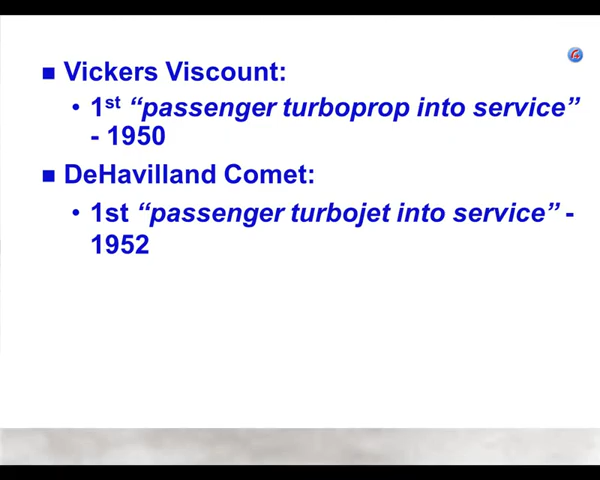 Vickers Viscount:
1st “passenger turboprop into service”
- 1950
DeHavilland Comet:
1st “passenger turbojet into service” -
1952